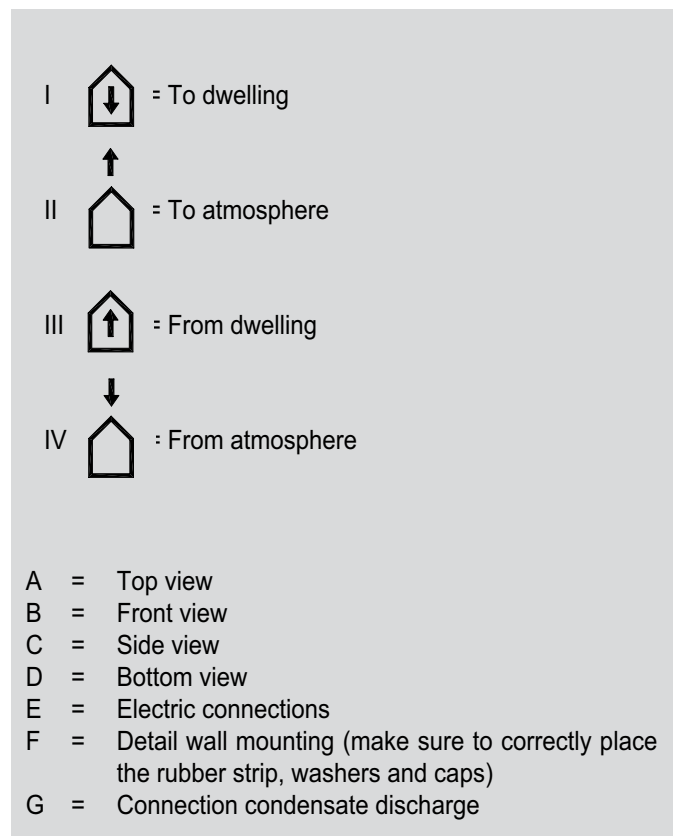 I = To dwelling
II = To atmosphere
III = From dwelling
IV = From atmosphere
A = Top view
B = Front view
C = Side view
D = Bottom view
E = Electric connections
F = Detail wall mounting (make sure to correctly place
the rubber strip, washers and caps)
G = Connection condensate discharge